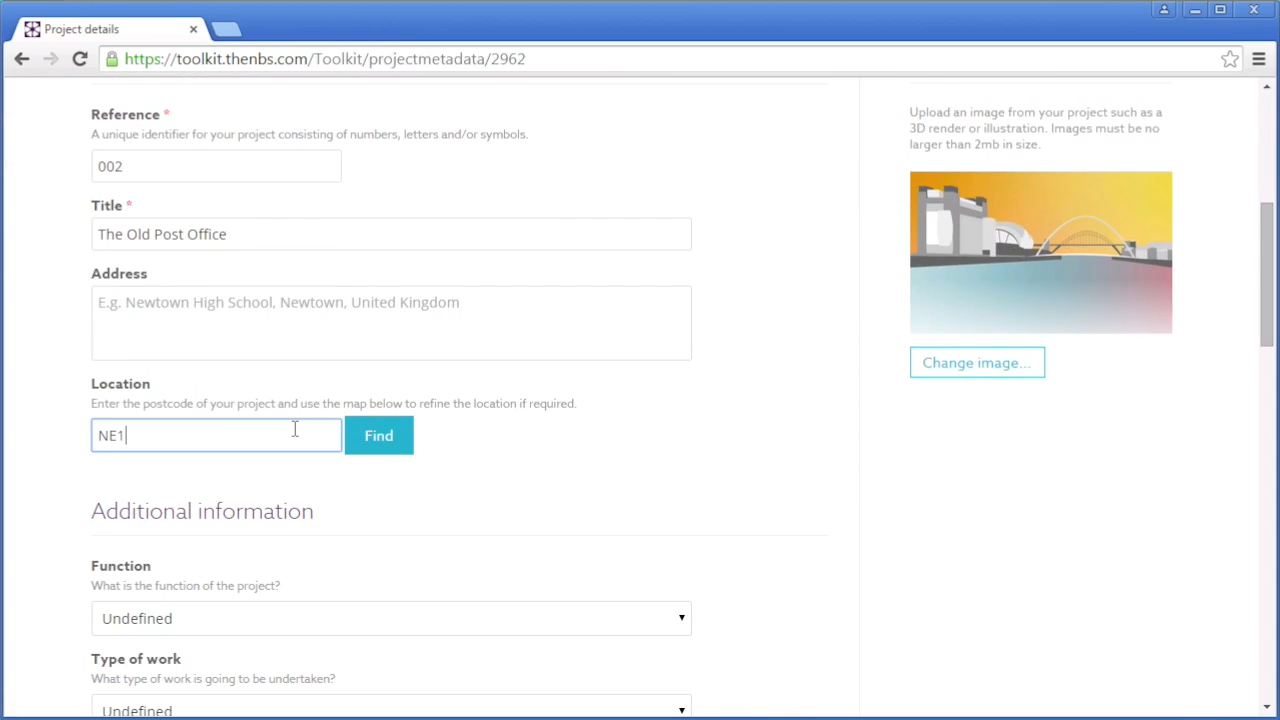 Project details
https://toolkit.thenbs.com/Toolkit/projectmetadata/2962
Reference *
A unique identifier for your project consisting of numbers, letters and/or symbols.
002
Title *
The Old Post Office
Address
E.g. Newtown High School, Newtown, United Kingdom
Location
Enter the postcode of your project and use the map below to refine the location if required.
NE1
Find
Additional information
Function
What is the function of the project?
Undefined
Type of work
What type of work is going to be undertaken?
Undefined
Upload an image from your project such as a
3D render or illustration. Images must be no
larger than 2mb in size.
Change image...